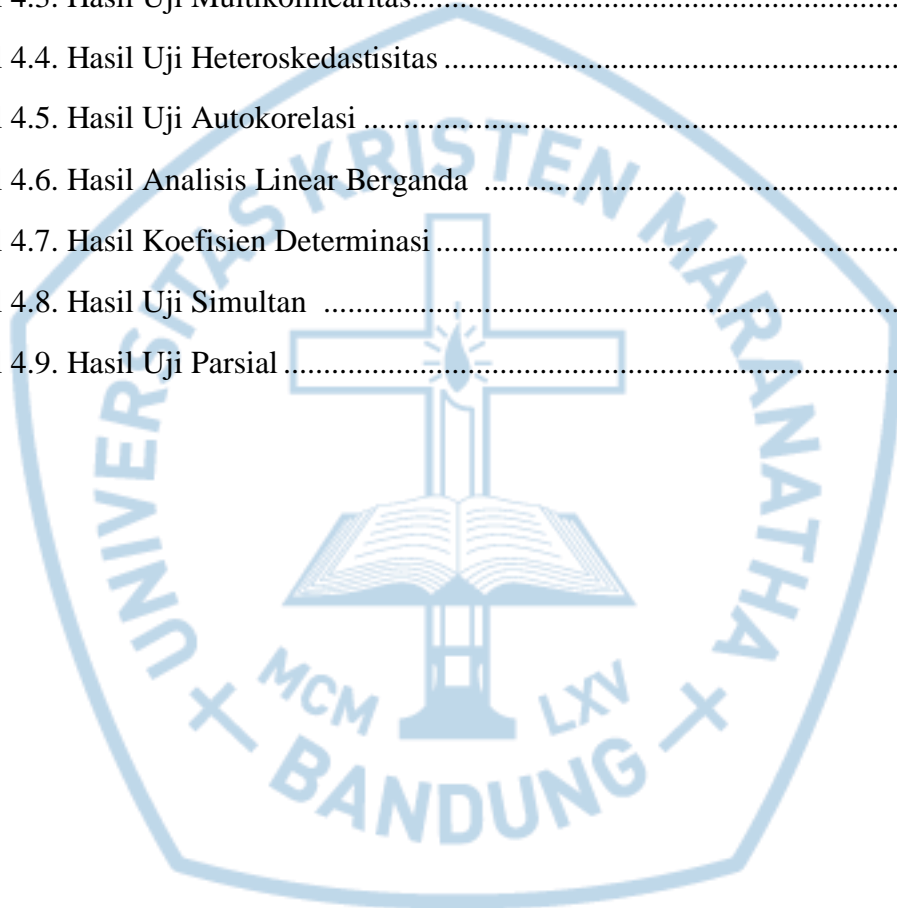 4.3. Hasil Uji Multikolinearitas................................................................
4.4. Hasil Uji Heteroskedastisitas ............................................................
4.5. Hasil Uji Autokorelasi .......................................................................
4.6. Hasil Analisis Linear Berganda .......................................................
4.7. Hasil Koefisien Determinasi .............................................................
4.8. Hasil Uji Simultan ...........................................................................
4.9. Hasil Uji Parsial .................................................................................
UNIVERSITAS KRISTEN MARANATHA
MCM LXV
BANDUNG